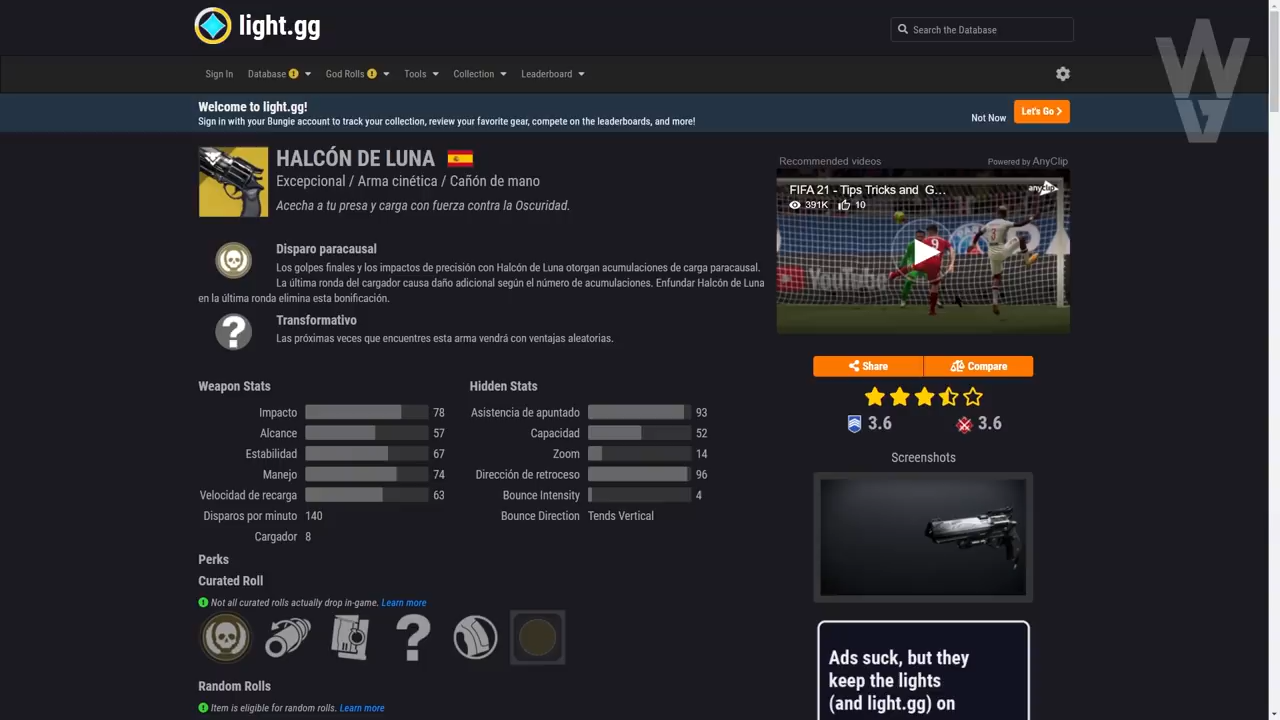 light.gg
Search the Database
WG
Sign In
Database
God Rolls
Tools
Collection
Leaderboard
Welcome to light.gg!
Sign in with your Bungie account to track your collection, review your favorite gear, compete on the leaderboards, and more!
Not Now
Let's Go
HALCÓN DE LUNA
Excepcional / Arma cinética / Cañón de mano
Acecha a tu presa y carga con fuerza contra la Oscuridad.
Disparo paracausal
Los golpes finales y los impactos de precisión con Halcón de Luna otorgan acumulaciones de carga paracausal.
La última ronda del cargador causa daño adicional según el número de acumulaciones. Enfundar Halcón de Luna
en la última ronda elimina esta bonificación.
Transformativo
Las próximas veces que encuentres esta arma vendrá con ventajas aleatorias.
Weapon Stats
Impacto 78
Alcance 57
Estabilidad 67
Manejo 74
Velocidad de recarga 63
Disparos por minuto 140
Cargador 8
Hidden Stats
Asistencia de apuntado 93
Capacidad 52
Zoom 14
Dirección de retroceso 96
Bounce Intensity 4
Bounce Direction Tends Vertical
Perks
Curated Roll
Not all curated rolls actually drop in-game. Learn more
Random Rolls
Item is eligible for random rolls. Learn more
Recommended videos
Powered by AnyClip
FIFA 21 - Tips Tricks and G...
anyclip
391K 10
YouTube
9
3
Share
Compare
3.6
3.6
Screenshots
Ads suck, but they
keep the lights
(and light.gg) on